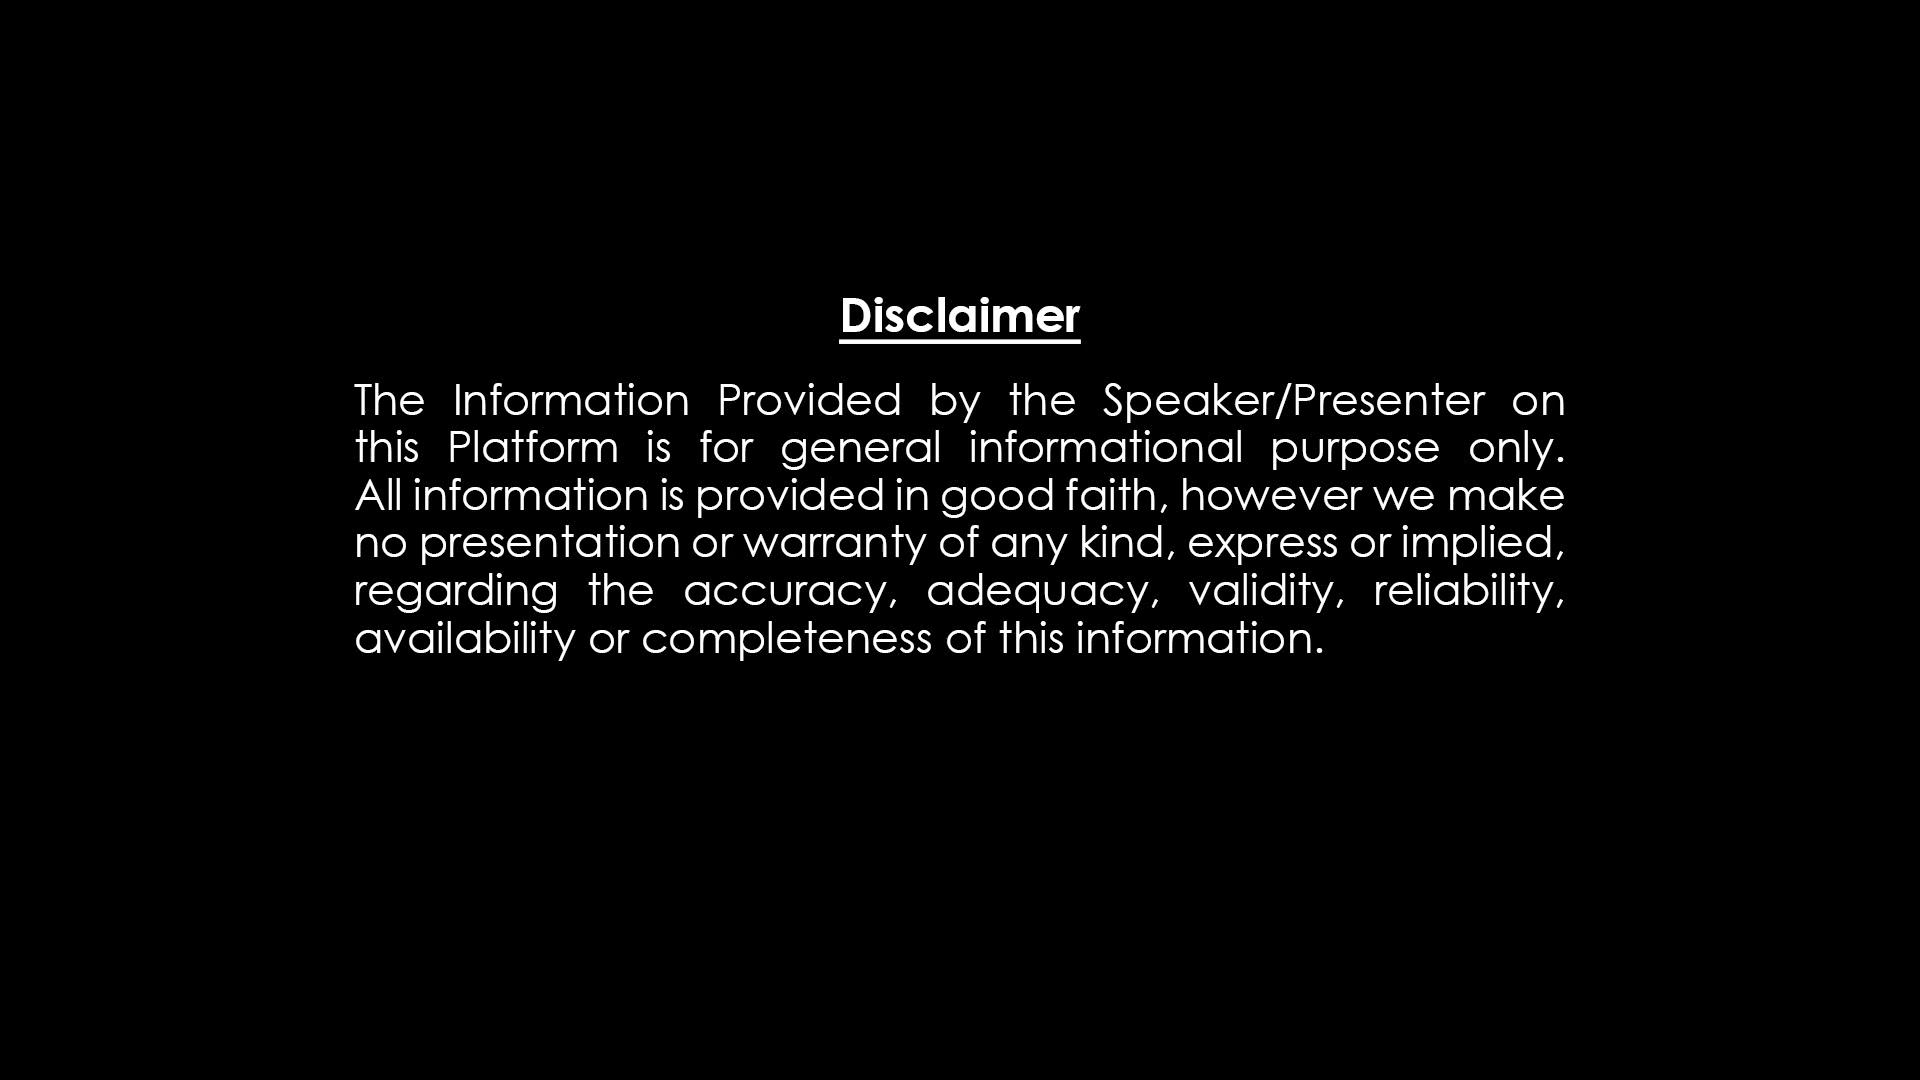 Disclaimer
The Information Provided by the Speaker/Presenter on
this Platform is for general informational purpose only.
All information is provided in good faith, however we make
no presentation or warranty of any kind, express or implied,
regarding the accuracy, adequacy, validity, reliability,
availability or completeness of this information.